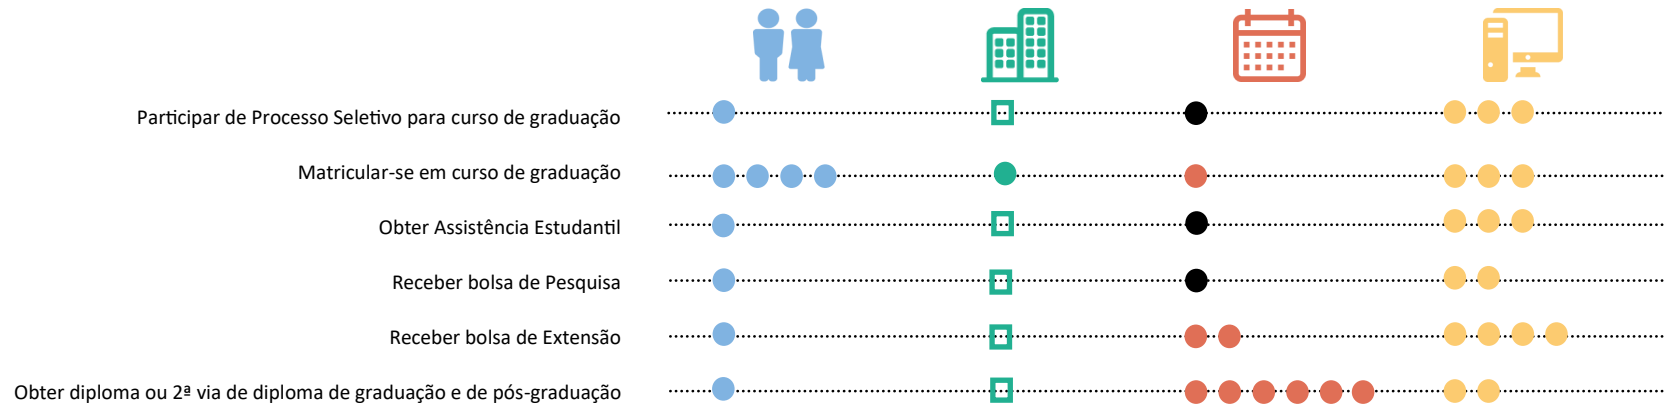 Participar de Processo Seletivo para curso de graduação
Matricular-se em curso de graduação
Obter Assistência Estudantil
Receber bolsa de Pesquisa
Receber bolsa de Extensão
Obter diploma ou 2ª via de diploma de graduação e de pós-graduação